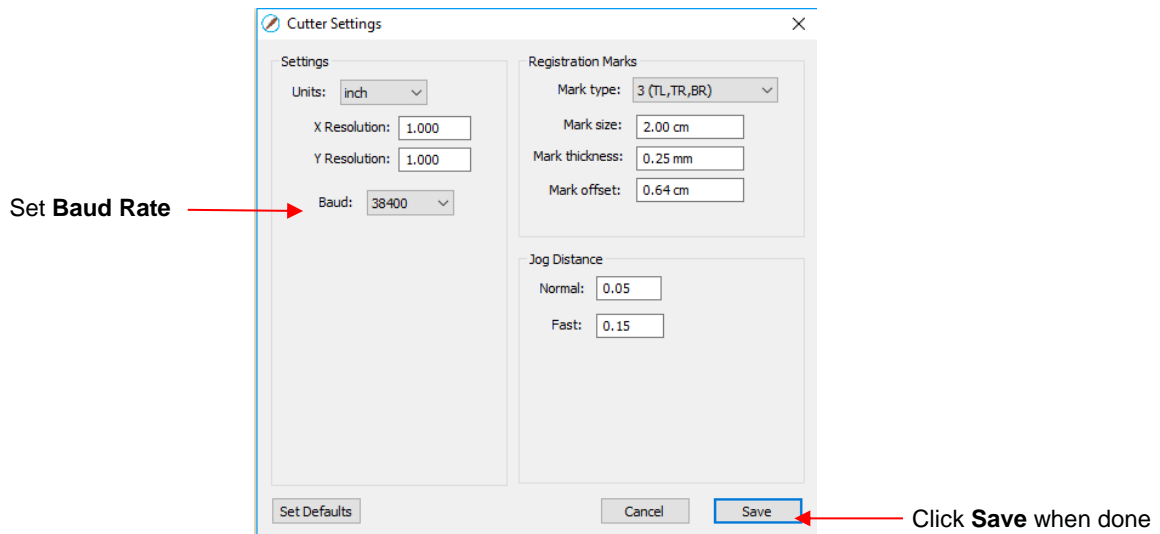 Cutter Settings
Settings
Units: inch
X Resolution: 1.000
Y Resolution: 1.000
Baud: 38400
Set Baud Rate
Registration Marks
Mark type: 3 (TL,TR,BR)
Mark size: 2.00 cm
Mark thickness: 0.25 mm
Mark offset: 0.64 cm
Jog Distance
Normal: 0.05
Fast: 0.15
Set Defaults
Cancel
Save
Click Save when done